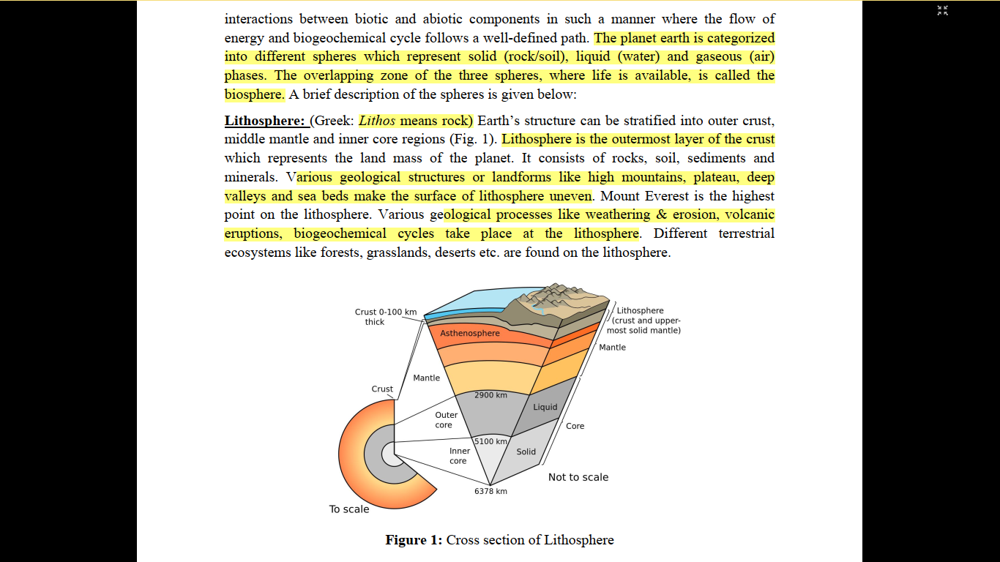 interactions between biotic and abiotic components in such a manner where the flow of
energy and biogeochemical cycle follows a well-defined path. The planet earth is categorized
into different spheres which represent solid (rock/soil), liquid (water) and gaseous (air)
phases. The overlapping zone of the three spheres, where life is available, is called the
biosphere. A brief description of the spheres is given below:
Lithosphere: (Greek: Lithos means rock) Earth's structure can be stratified into outer crust,
middle mantle and inner core regions (Fig. 1). Lithosphere is the outermost layer of the crust
which represents the land mass of the planet. It consists of rocks, soil, sediments and
minerals. Various geological structures or landforms like high mountains, plateau, deep
valleys and sea beds make the surface of lithosphere uneven. Mount Everest is the highest
point on the lithosphere. Various geological processes like weathering & erosion, volcanic
eruptions, biogeochemical cycles take place at the lithosphere. Different terrestrial
ecosystems like forests, grasslands, deserts etc. are found on the lithosphere.
Crust 0-100 km
thick
Lithosphere
(crust and upper-
most solid mantle)
Asthenosphere
Mantle
Mantle
Crust
2900 km
Liquid
Outer
core
Core
5100 km
Inner
core
Solid
Not to scale
6378 km
To scale
Figure 1: Cross section of Lithosphere